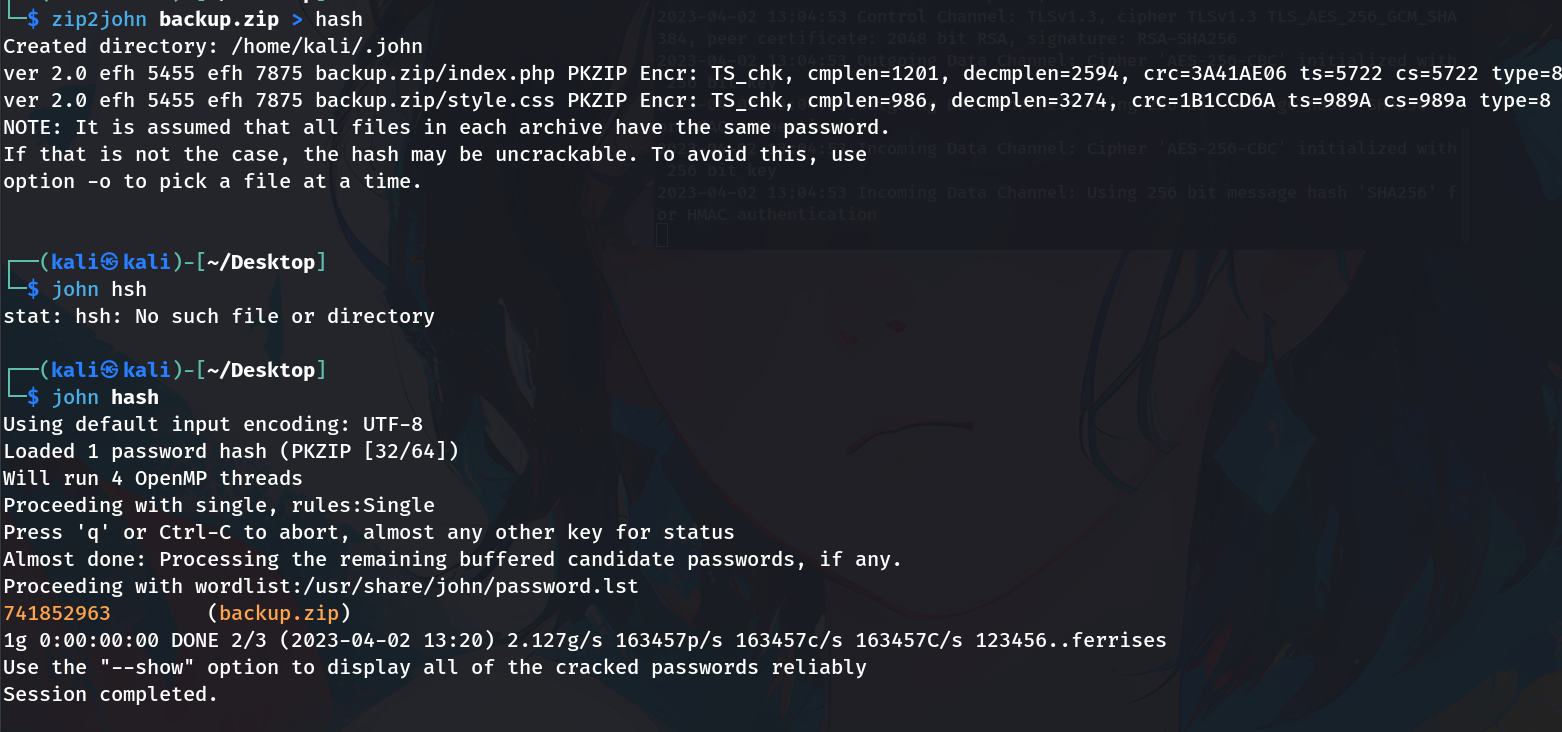 └─$ zip2john backup.zip > hash
Created directory: /home/kali/.john
ver 2.0 efh 5455 efh 7875 backup.zip/index.php PKZIP Encr: TS_chk, cmplen=1201, decmplen=2594, crc=3A41AE06 ts=5722 cs=5722 type=8
ver 2.0 efh 5455 efh 7875 backup.zip/style.css PKZIP Encr: TS_chk, cmplen=986, decmplen=3274, crc=1B1CCD6A ts=989A cs=989a type=8
NOTE: It is assumed that all files in each archive have the same password.
If that is not the case, the hash may be uncrackable. To avoid this, use
option -o to pick a file at a time.
┌──(kali㉿kali)-[~/Desktop]
└─$ john hsh
stat: hsh: No such file or directory
┌──(kali㉿kali)-[~/Desktop]
└─$ john hash
Using default input encoding: UTF-8
Loaded 1 password hash (PKZIP [32/64])
Will run 4 OpenMP threads
Proceeding with single, rules:Single
Press 'q' or Ctrl-C to abort, almost any other key for status
Almost done: Processing the remaining buffered candidate passwords, if any.
Proceeding with wordlist:/usr/share/john/password.lst
741852963        (backup.zip)
1g 0:00:00:00 DONE 2/3 (2023-04-02 13:20) 2.127g/s 163457p/s 163457c/s 163457C/s 123456..ferrises
Use the "--show" option to display all of the cracked passwords reliably
Session completed.
2023-04-02 13:04:53 Control Channel: TLSv1.3, cipher TLSv1.3 TLS_AES_256_GCM_SHA
384, peer certificate: 2048 bit RSA, signature: RSA-SHA256
2023-04-02 13:04:53 Incoming Data Channel: Cipher 'AES-256-CBC' initialized with
256 bit key
2023-04-02 13:04:53 Incoming Data Channel: Using 256 bit message hash 'SHA256' f
or HMAC authentication